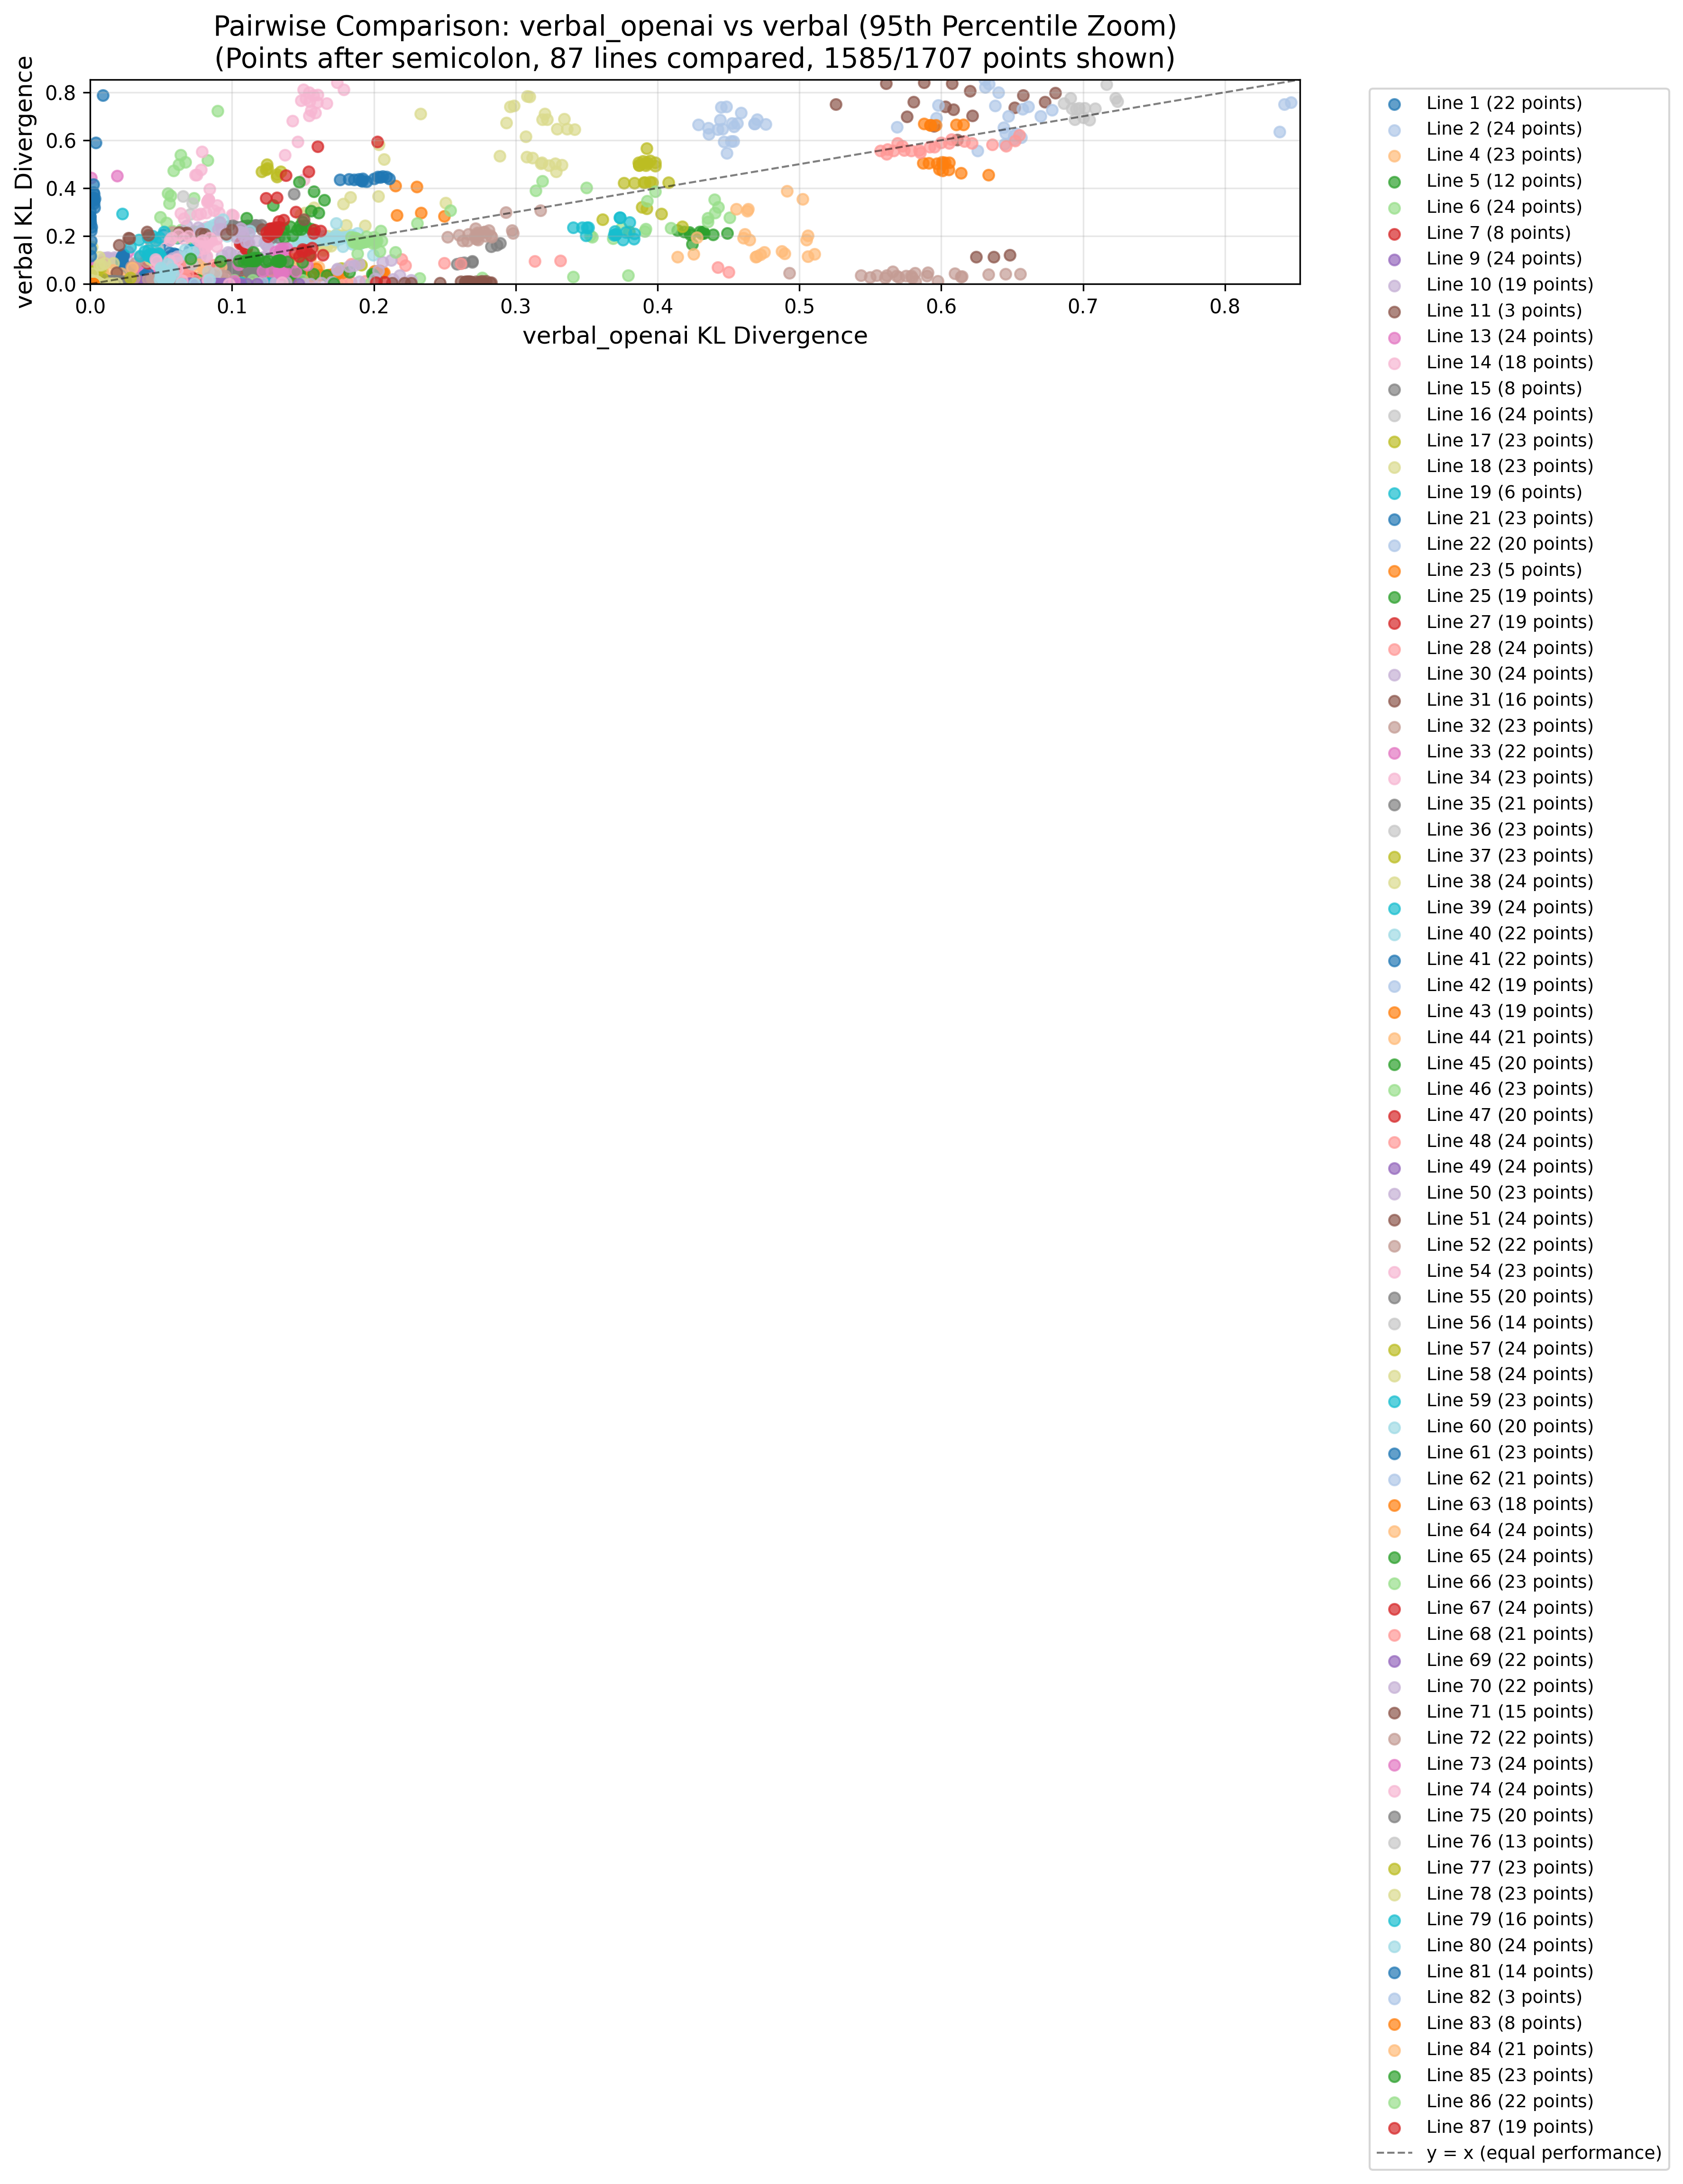 Pairwise Comparison: verbal_openai vs verbal (95th Percentile Zoom)
(Points after semicolon, 87 lines compared, 1585/1707 points shown)
verbal KL Divergence
0.8
0.6
0.4
0.2
0.0
0.0 0.1 0.2 0.3 0.4 0.5 0.6 0.7 0.8
verbal_openai KL Divergence
Line 1 (22 points)
Line 2 (24 points)
Line 4 (23 points)
Line 5 (12 points)
Line 6 (24 points)
Line 7 (8 points)
Line 9 (24 points)
Line 10 (19 points)
Line 11 (3 points)
Line 13 (24 points)
Line 14 (18 points)
Line 15 (8 points)
Line 16 (24 points)
Line 17 (23 points)
Line 18 (23 points)
Line 19 (6 points)
Line 21 (23 points)
Line 22 (20 points)
Line 23 (5 points)
Line 25 (19 points)
Line 27 (19 points)
Line 28 (24 points)
Line 30 (24 points)
Line 31 (16 points)
Line 32 (23 points)
Line 33 (22 points)
Line 34 (23 points)
Line 35 (21 points)
Line 36 (23 points)
Line 37 (23 points)
Line 38 (24 points)
Line 39 (24 points)
Line 40 (22 points)
Line 41 (22 points)
Line 42 (19 points)
Line 43 (19 points)
Line 44 (21 points)
Line 45 (20 points)
Line 46 (23 points)
Line 47 (20 points)
Line 48 (24 points)
Line 49 (24 points)
Line 50 (23 points)
Line 51 (24 points)
Line 52 (22 points)
Line 54 (23 points)
Line 55 (20 points)
Line 56 (14 points)
Line 57 (24 points)
Line 58 (24 points)
Line 59 (23 points)
Line 60 (20 points)
Line 61 (23 points)
Line 62 (21 points)
Line 63 (18 points)
Line 64 (24 points)
Line 65 (24 points)
Line 66 (23 points)
Line 67 (24 points)
Line 68 (21 points)
Line 69 (22 points)
Line 70 (22 points)
Line 71 (15 points)
Line 72 (22 points)
Line 73 (24 points)
Line 74 (24 points)
Line 75 (20 points)
Line 76 (13 points)
Line 77 (23 points)
Line 78 (23 points)
Line 79 (16 points)
Line 80 (24 points)
Line 81 (14 points)
Line 82 (3 points)
Line 83 (8 points)
Line 84 (21 points)
Line 85 (23 points)
Line 86 (22 points)
Line 87 (19 points)
y = x (equal performance)